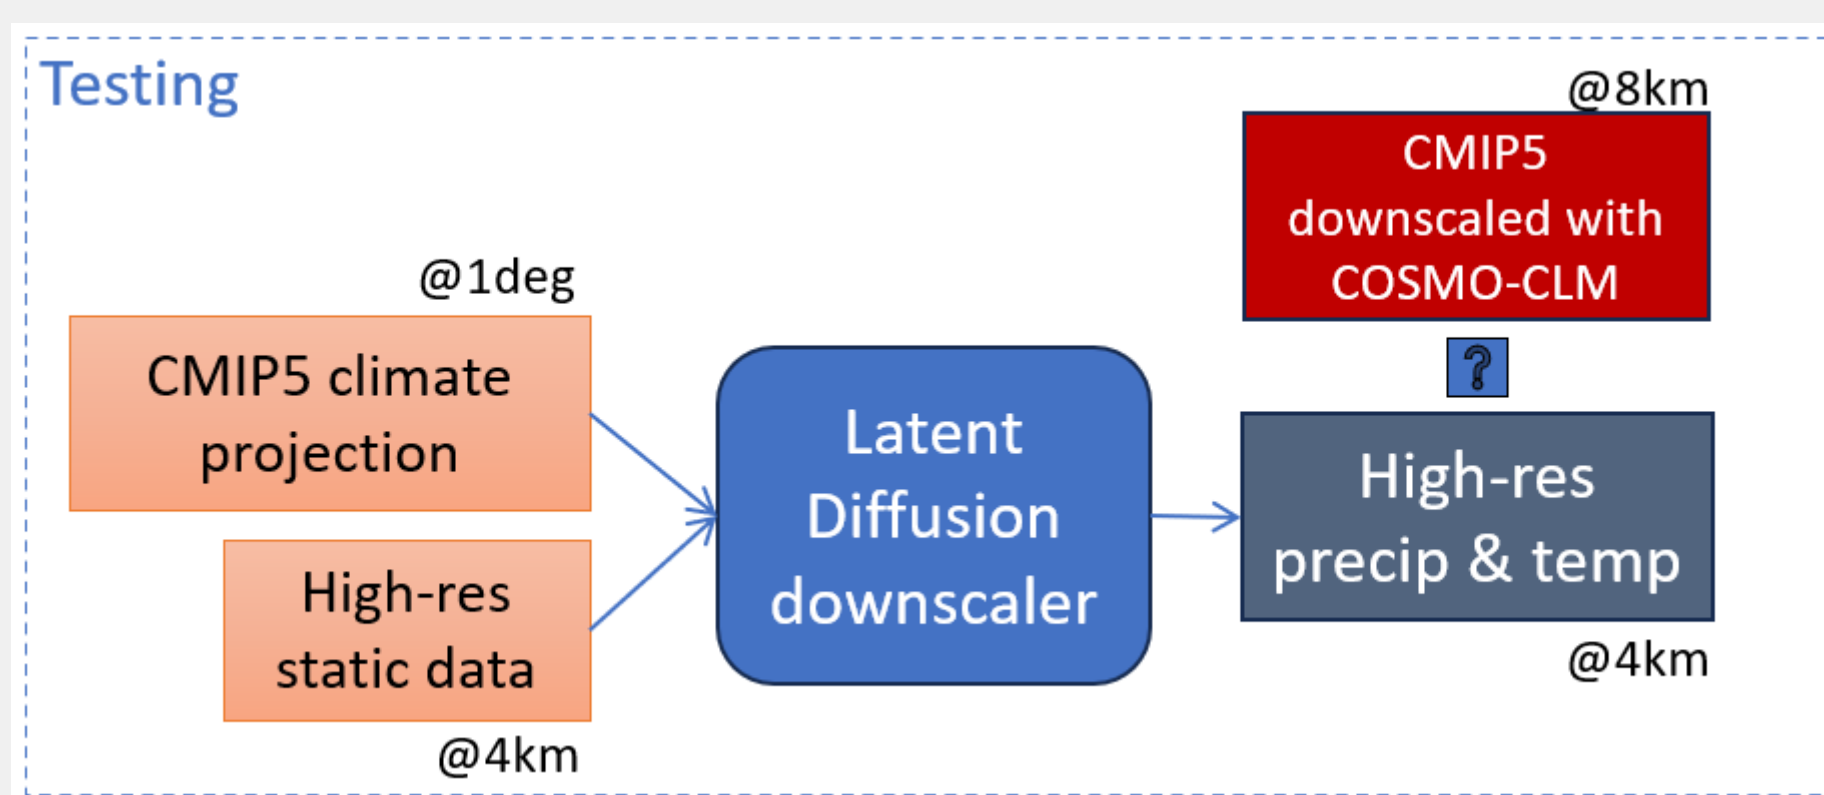 Testing
@1deg
CMIP5 climate
projection
High-res
static data
@4km
Latent
Diffusion
downscaler
@8km
CMIP5
downscaled with
COSMO-CLM
?
High-res
precip & temp
@4km